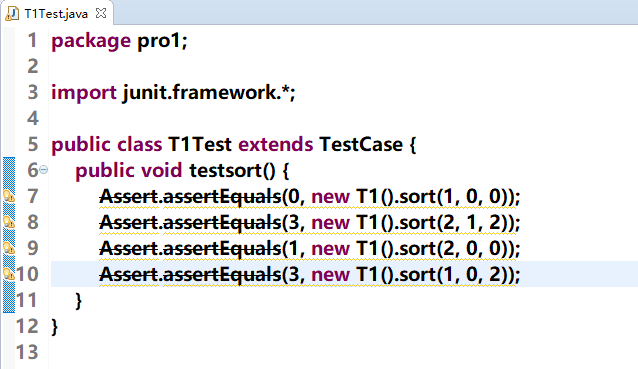 T1Test.java
1 package pro1;
2
3 import junit.framework.*;
4
5 public class T1Test extends TestCase {
6 public void testsort() {
7 Assert.assertEquals(0, new T1().sort(1, 0, 0));
8 Assert.assertEquals(3, new T1().sort(2, 1, 2));
9 Assert.assertEquals(1, new T1().sort(2, 0, 0));
10 Assert.assertEquals(3, new T1().sort(1, 0, 2));
11 }
12 }
13